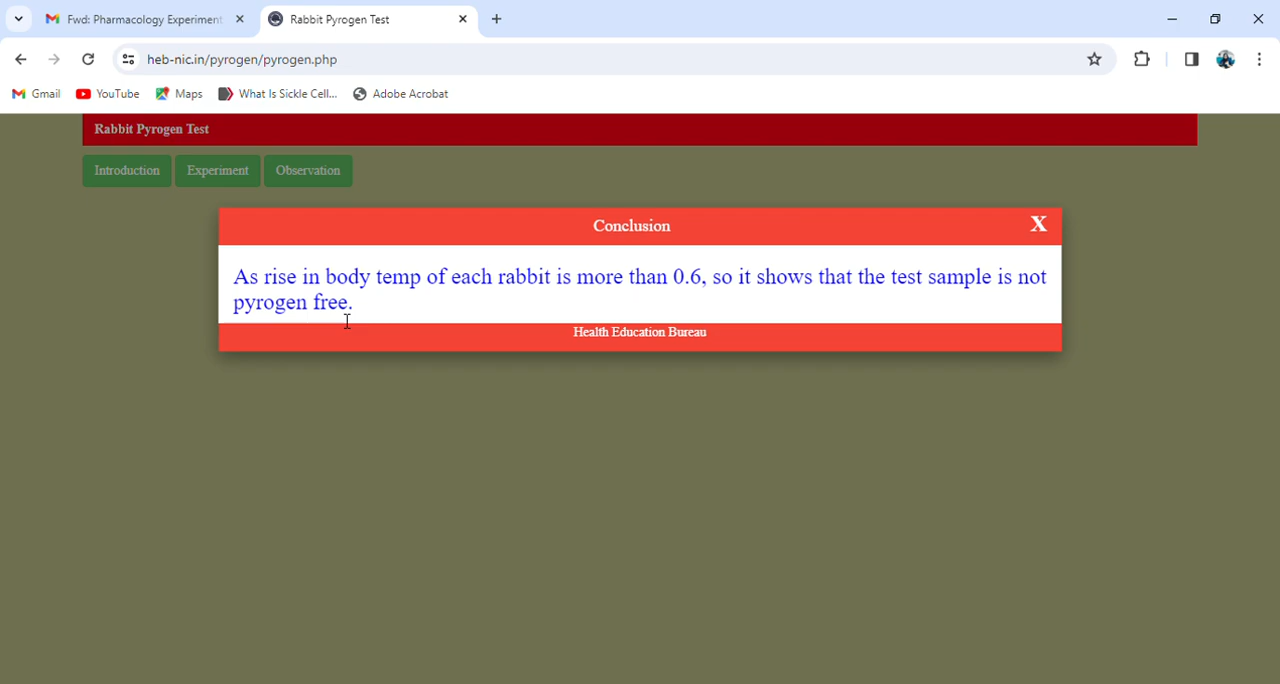 Fwd: Pharmacology Experiment
Rabbit Pyrogen Test
heb-nic.in/pyrogen/pyrogen.php
Gmail
YouTube
Maps
What Is Sickle Cell...
Adobe Acrobat
Rabbit Pyrogen Test
Introduction
Experiment
Observation
Conclusion
X
As rise in body temp of each rabbit is more than 0.6, so it shows that the test sample is not
pyrogen free.
Health Education Bureau